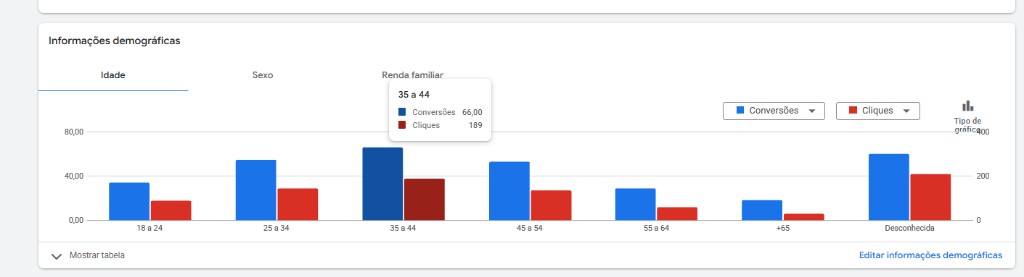 Informações demográficas
Idade
Sexo
Renda familiar
35 a 44
Conversões 66,00
Cliques 189
Conversões
Cliques
Tipo de
gráfico
80,00
400
40,00
200
0,00
0
18 a 24
25 a 34
35 a 44
45 a 54
55 a 64
+65
Desconhecida
Mostrar tabela
Editar informações demográficas